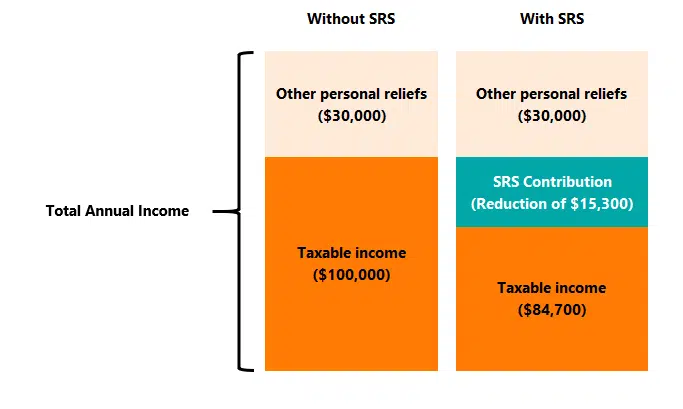 Without SRS
With SRS
Other personal reliefs
($30,000)
Other personal reliefs
($30,000)
SRS Contribution
(Reduction of $15,300)
Total Annual Income
Taxable income
($100,000)
Taxable income
($84,700)